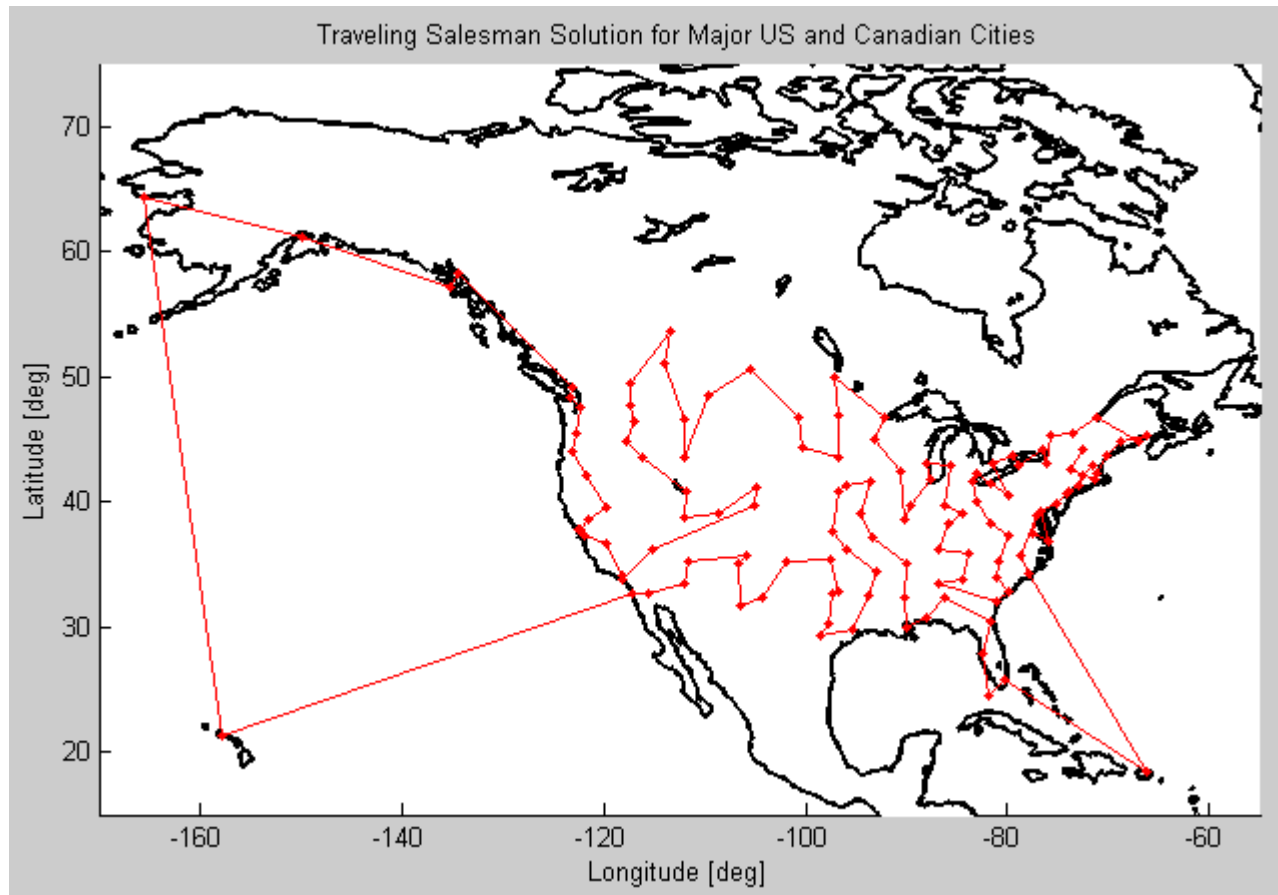 Traveling Salesman Solution for Major US and Canadian Cities
70
60
50
40
30
20
Latitude [deg]
-160 -140 -120 -100 -80 -60
Longitude [deg]